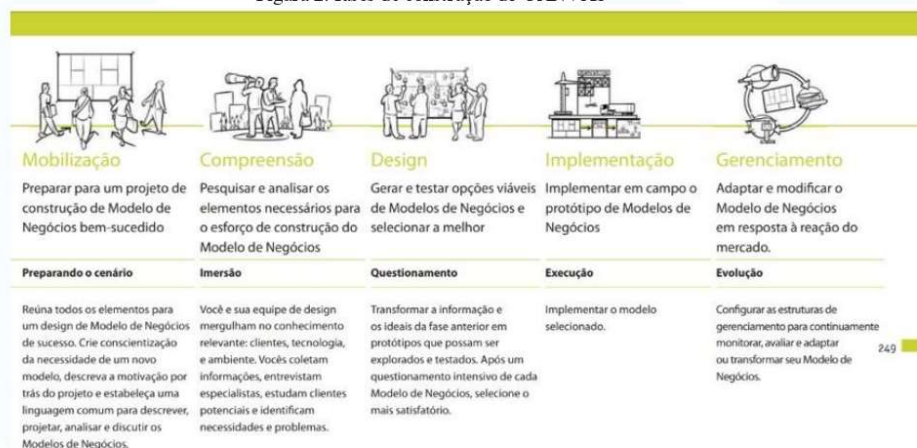 Mobilização
Preparar para um projeto de
construção de Modelo de
Negócios bem-sucedido
Preparando o cenário
Reúna todos os elementos para
um design de Modelo de Negócios
de sucesso. Crie conscientização
da necessidade de um novo
modelo, descreva a motivação por
trás do projeto e estabeleça uma
linguagem comum para descrever,
projetar, analisar e discutir os
Modelos de Negócios.
Compreensão
Pesquisar e analisar os
elementos necessários para
o esforço de construção do
Modelo de Negócios
Imersão
Você e sua equipe de design
mergulham no conhecimento
relevante: clientes, tecnologia,
e ambiente. Vocês coletam
informações, entrevistam
especialistas, estudam clientes
potenciais e identificam
necessidades e problemas.
Design
Gerar e testar opções viáveis
de Modelos de Negócios e
selecionar a melhor
Questionamento
Transformar a informação e
os ideais da fase anterior em
protótipos que possam ser
explorados e testados. Após um
questionamento intensivo de cada
Modelo de Negócios, selecione o
mais satisfatório.
Implementação
Implementar em campo o
protótipo de Modelos de
Negócios
Execução
Implementar o modelo
selecionado.
Gerenciamento
Adaptar e modificar o
Modelo de Negócios
em resposta à reação do
mercado.
Evolução
Configurar as estruturas de
gerenciamento para continuamente
monitorar, avaliar e adaptar
ou transformar seu Modelo de
Negócios.
249